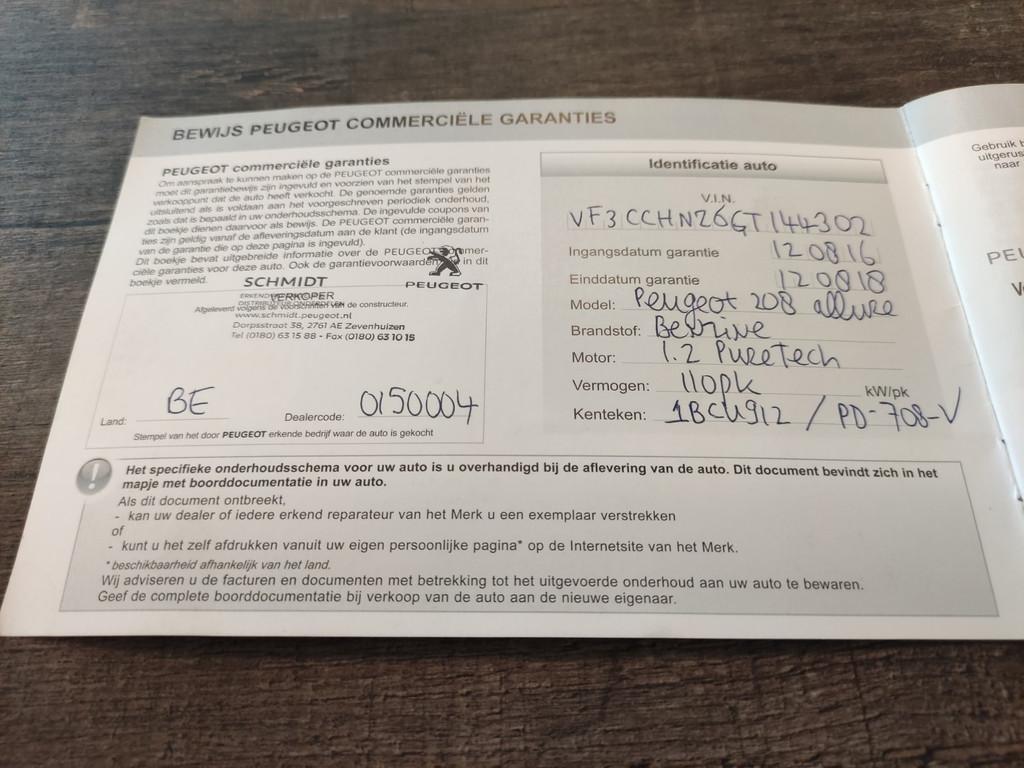 BEWIJS PEUGEOT COMMERCIËLE GARANTIES
PEUGEOT commerciële garanties
Om aanspraak te kunnen maken op de PEUGEOT commerciële garanties
moet dit garantiebewijs zijn ingevuld en voorzien van het stempel van het
verkooppunt dat de auto heeft verkocht. De genoemde garanties gelden
uitsluitend als is voldaan aan het voorgeschreven periodiek onderhoud,
zoals dat is bepaald in uw onderhoudsschema. De ingevulde coupons van
dit boekje dienen daarvoor als bewijs. De PEUGEOT commerciële garan-
ties zijn geldig vanaf de afleveringsdatum aan de klant (de ingangsdatum
van de garantie die op deze pagina is ingevuld).
Dit boekje bevat uitgebreide informatie over de PEUGEOT commer-
ciële garanties voor deze auto. Ook de garantievoorwaarden in dit
boekje vermeld.
SCHMIDT
PEUGEOT
VERKOPER
Afgeleverd volgens de voorschriften van de constructeur.
www.schmidt.peugeot.nl
Dorpsstraat 38, 2761 AE Zevenhuizen
Tel (0180) 63 15 88 - Fax (0180) 63 10 15
Land: BE
Dealercode: 0150004
Stempel van het door PEUGEOT erkende bedrijf waar de auto is gekocht
Identificatie auto
V.I.N.
VF3CCHNZ6GT144302
Ingangsdatum garantie 120816
Einddatum garantie 120818
Model: Peugeot 208 allure
Brandstof:
Motor: 1.2 PureTech
Vermogen: 110pk kW/pk
Kenteken: 1BCU912 / PD-708-V
Het specifieke onderhoudsschema voor uw auto is u overhandigd bij de aflevering van de auto. Dit document bevindt zich in het
mapje met boorddocumentatie in uw auto.
Als dit document ontbreekt,
- kan uw dealer of iedere erkend reparateur van het Merk u een exemplaar verstrekken
of
- kunt u het zelf afdrukken vanuit uw eigen persoonlijke pagina* op de Internetsite van het Merk.
* beschikbaarheid afhankelijk van het land.
Wij adviseren u de facturen en documenten met betrekking tot het uitgevoerde onderhoud aan uw auto te bewaren.
Geef de complete boorddocumentatie bij verkoop van de auto aan de nieuwe eigenaar.
Gebruik
uitgerus
naar
PEU